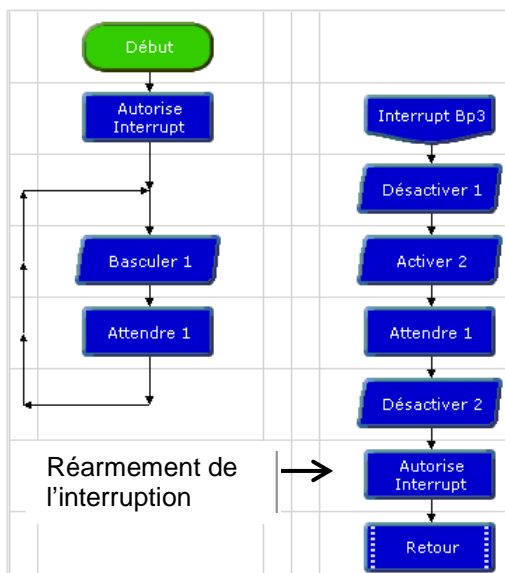 Début
Autorise
Interrupt
Basculer 1
Attendre 1
Interrupt Bp3
Désactiver 1
Activer 2
Attendre 1
Désactiver 2
Autorise
Interrupt
Retour
Réarmement de
l’interruption